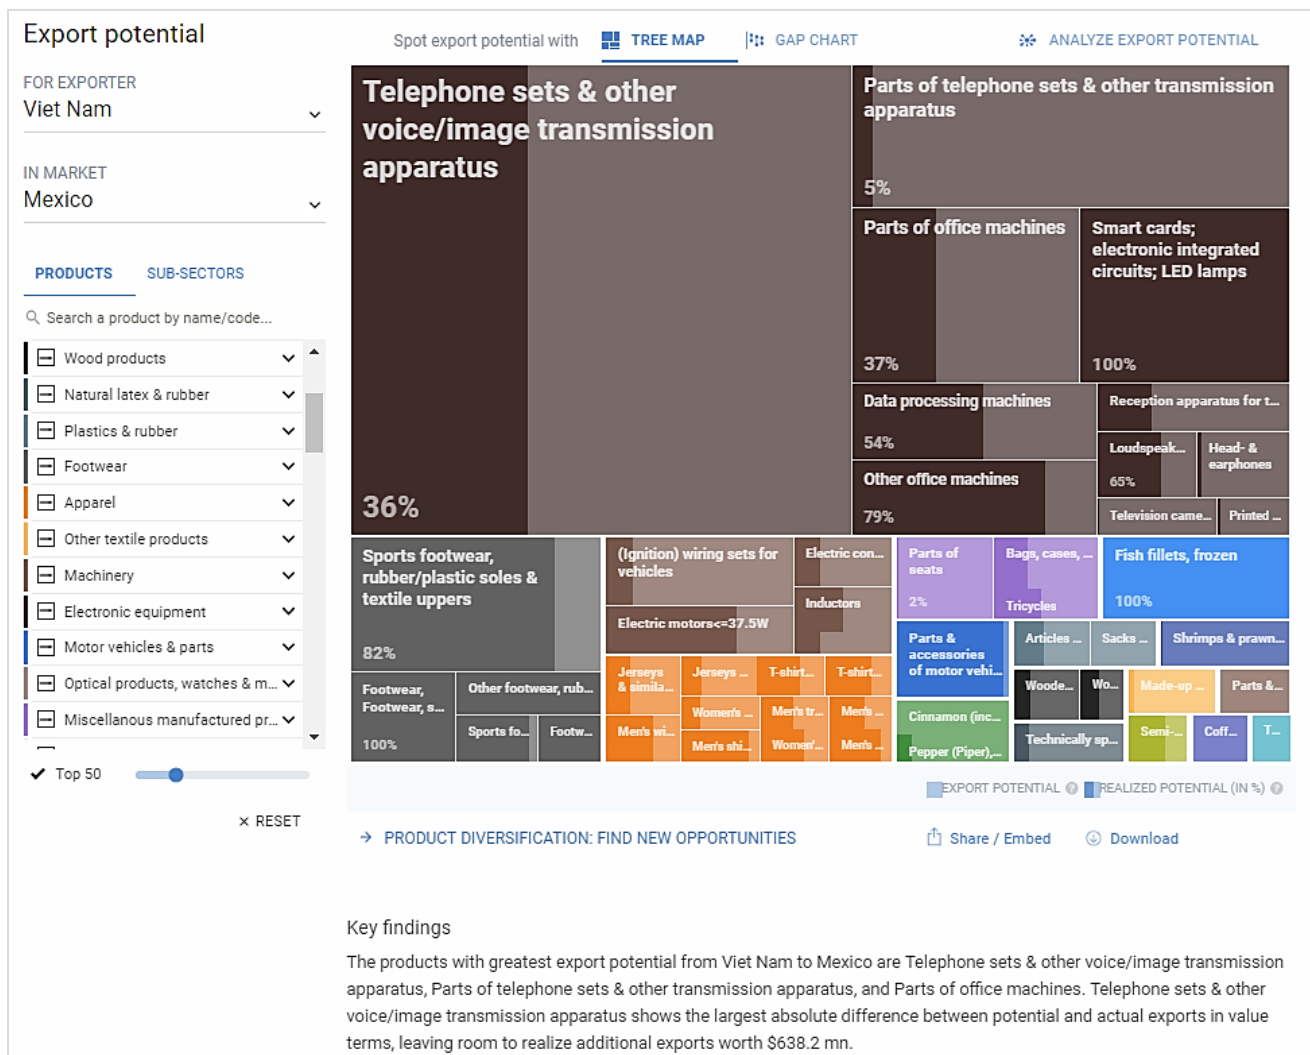 Export potential
Spot export potential with
TREE MAP
GAP CHART
ANALYZE EXPORT POTENTIAL
FOR EXPORTER
Viet Nam
IN MARKET
Mexico
PRODUCTS
SUB-SECTORS
Search a product by name/code...
Wood products
Natural latex & rubber
Plastics & rubber
Footwear
Apparel
Other textile products
Machinery
Electronic equipment
Motor vehicles & parts
Optical products, watches & m...
Miscellanous manufactured pr...
Top 50
RESET
Telephone sets & other
voice/image transmission
apparatus
36%
Parts of telephone sets & other transmission
apparatus
5%
Parts of office machines
37%
Smart cards;
electronic integrated
circuits; LED lamps
100%
Data processing machines
54%
Other office machines
79%
Reception apparatus for t...
Loudspeak...
65%
Head- &
earphones
Television came...
Printed ...
Sports footwear,
rubber/plastic soles &
textile uppers
82%
Footwear,
Footwear, s...
100%
Other footwear, rub...
Sports fo...
Footw...
(Ignition) wiring sets for
vehicles
Electric con...
Inductors
Electric motors<=37.5W
Jerseys
& simila...
Jerseys ...
T-shirt...
T-shirt...
Women's ...
Men's tr...
Men's ...
Men's wi...
Men's shi...
Women'...
Men's ...
Parts of
seats
2%
Bags, cases, ...
Tricycles
Fish fillets, frozen
100%
Parts &
accessories
of motor vehi...
Articles ...
Sacks ...
Shrimps & prawn...
Woode...
Wo...
Made-up ...
Parts &...
Cinnamon (inc...
Pepper (Piper),...
Technically sp...
Semi-...
Coff...
T...
EXPORT POTENTIAL
REALIZED POTENTIAL (IN %)
PRODUCT DIVERSIFICATION: FIND NEW OPPORTUNITIES
Share / Embed
Download
Key findings
The products with greatest export potential from Viet Nam to Mexico are Telephone sets & other voice/image transmission
apparatus, Parts of telephone sets & other transmission apparatus, and Parts of office machines. Telephone sets & other
voice/image transmission apparatus shows the largest absolute difference between potential and actual exports in value
terms, leaving room to realize additional exports worth $638.2 mn.